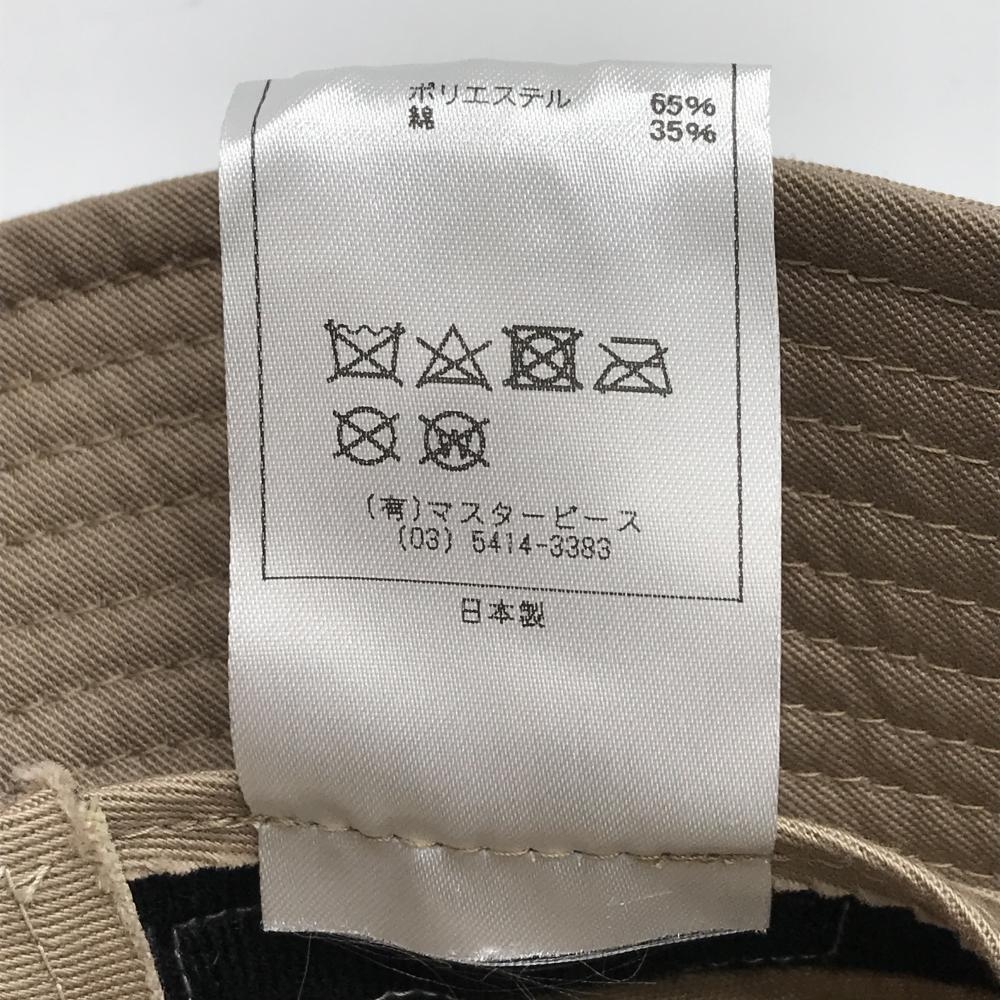 ポリエステル 65%
綿 35%
W
(有)マスターピース
(03) 5414-3383
日本製